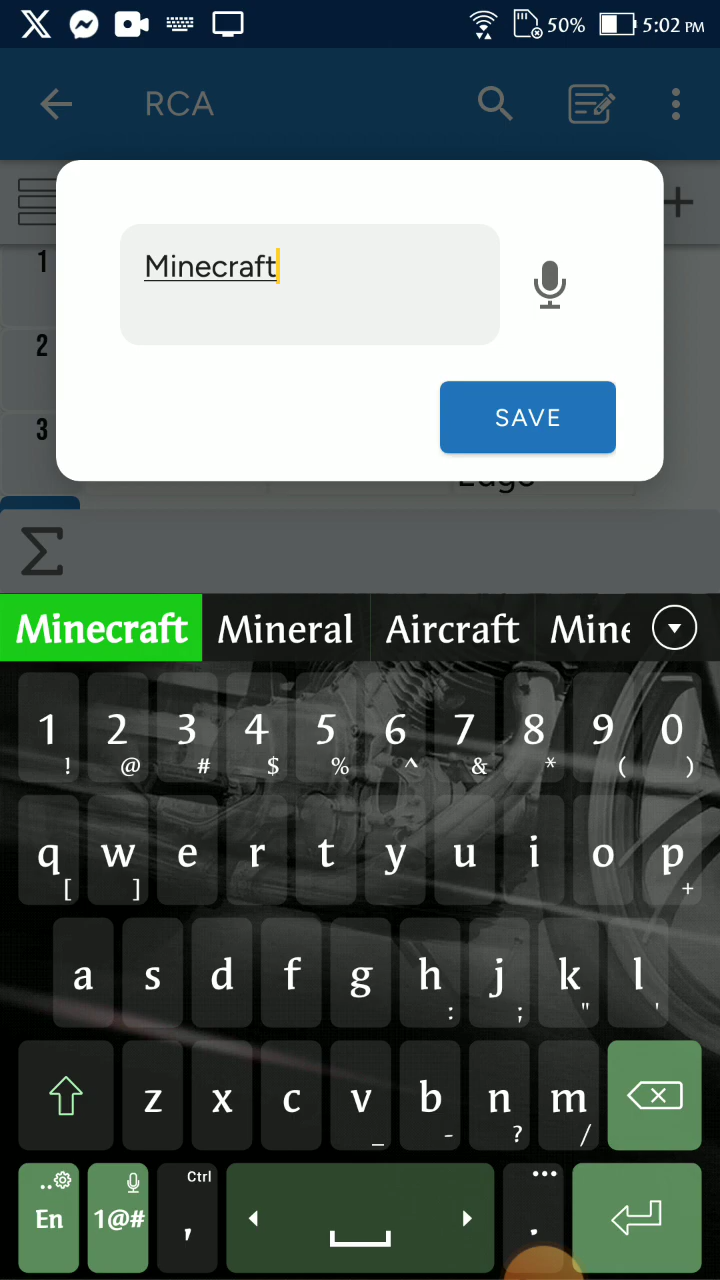 50% 5:02 PM
RCA
1
Minecraft
2
SAVE
3
Σ
Minecraft Mineral Aircraft
1 2 3 4 5 6 7 8 9 0
! @ # $ % ^ & * ( )
q w e r t y u i o p
[ ] +
a s d f g h j k l
: ; " '
z x c v b n m
_ - ? /
Ctrl
En 1@# , .